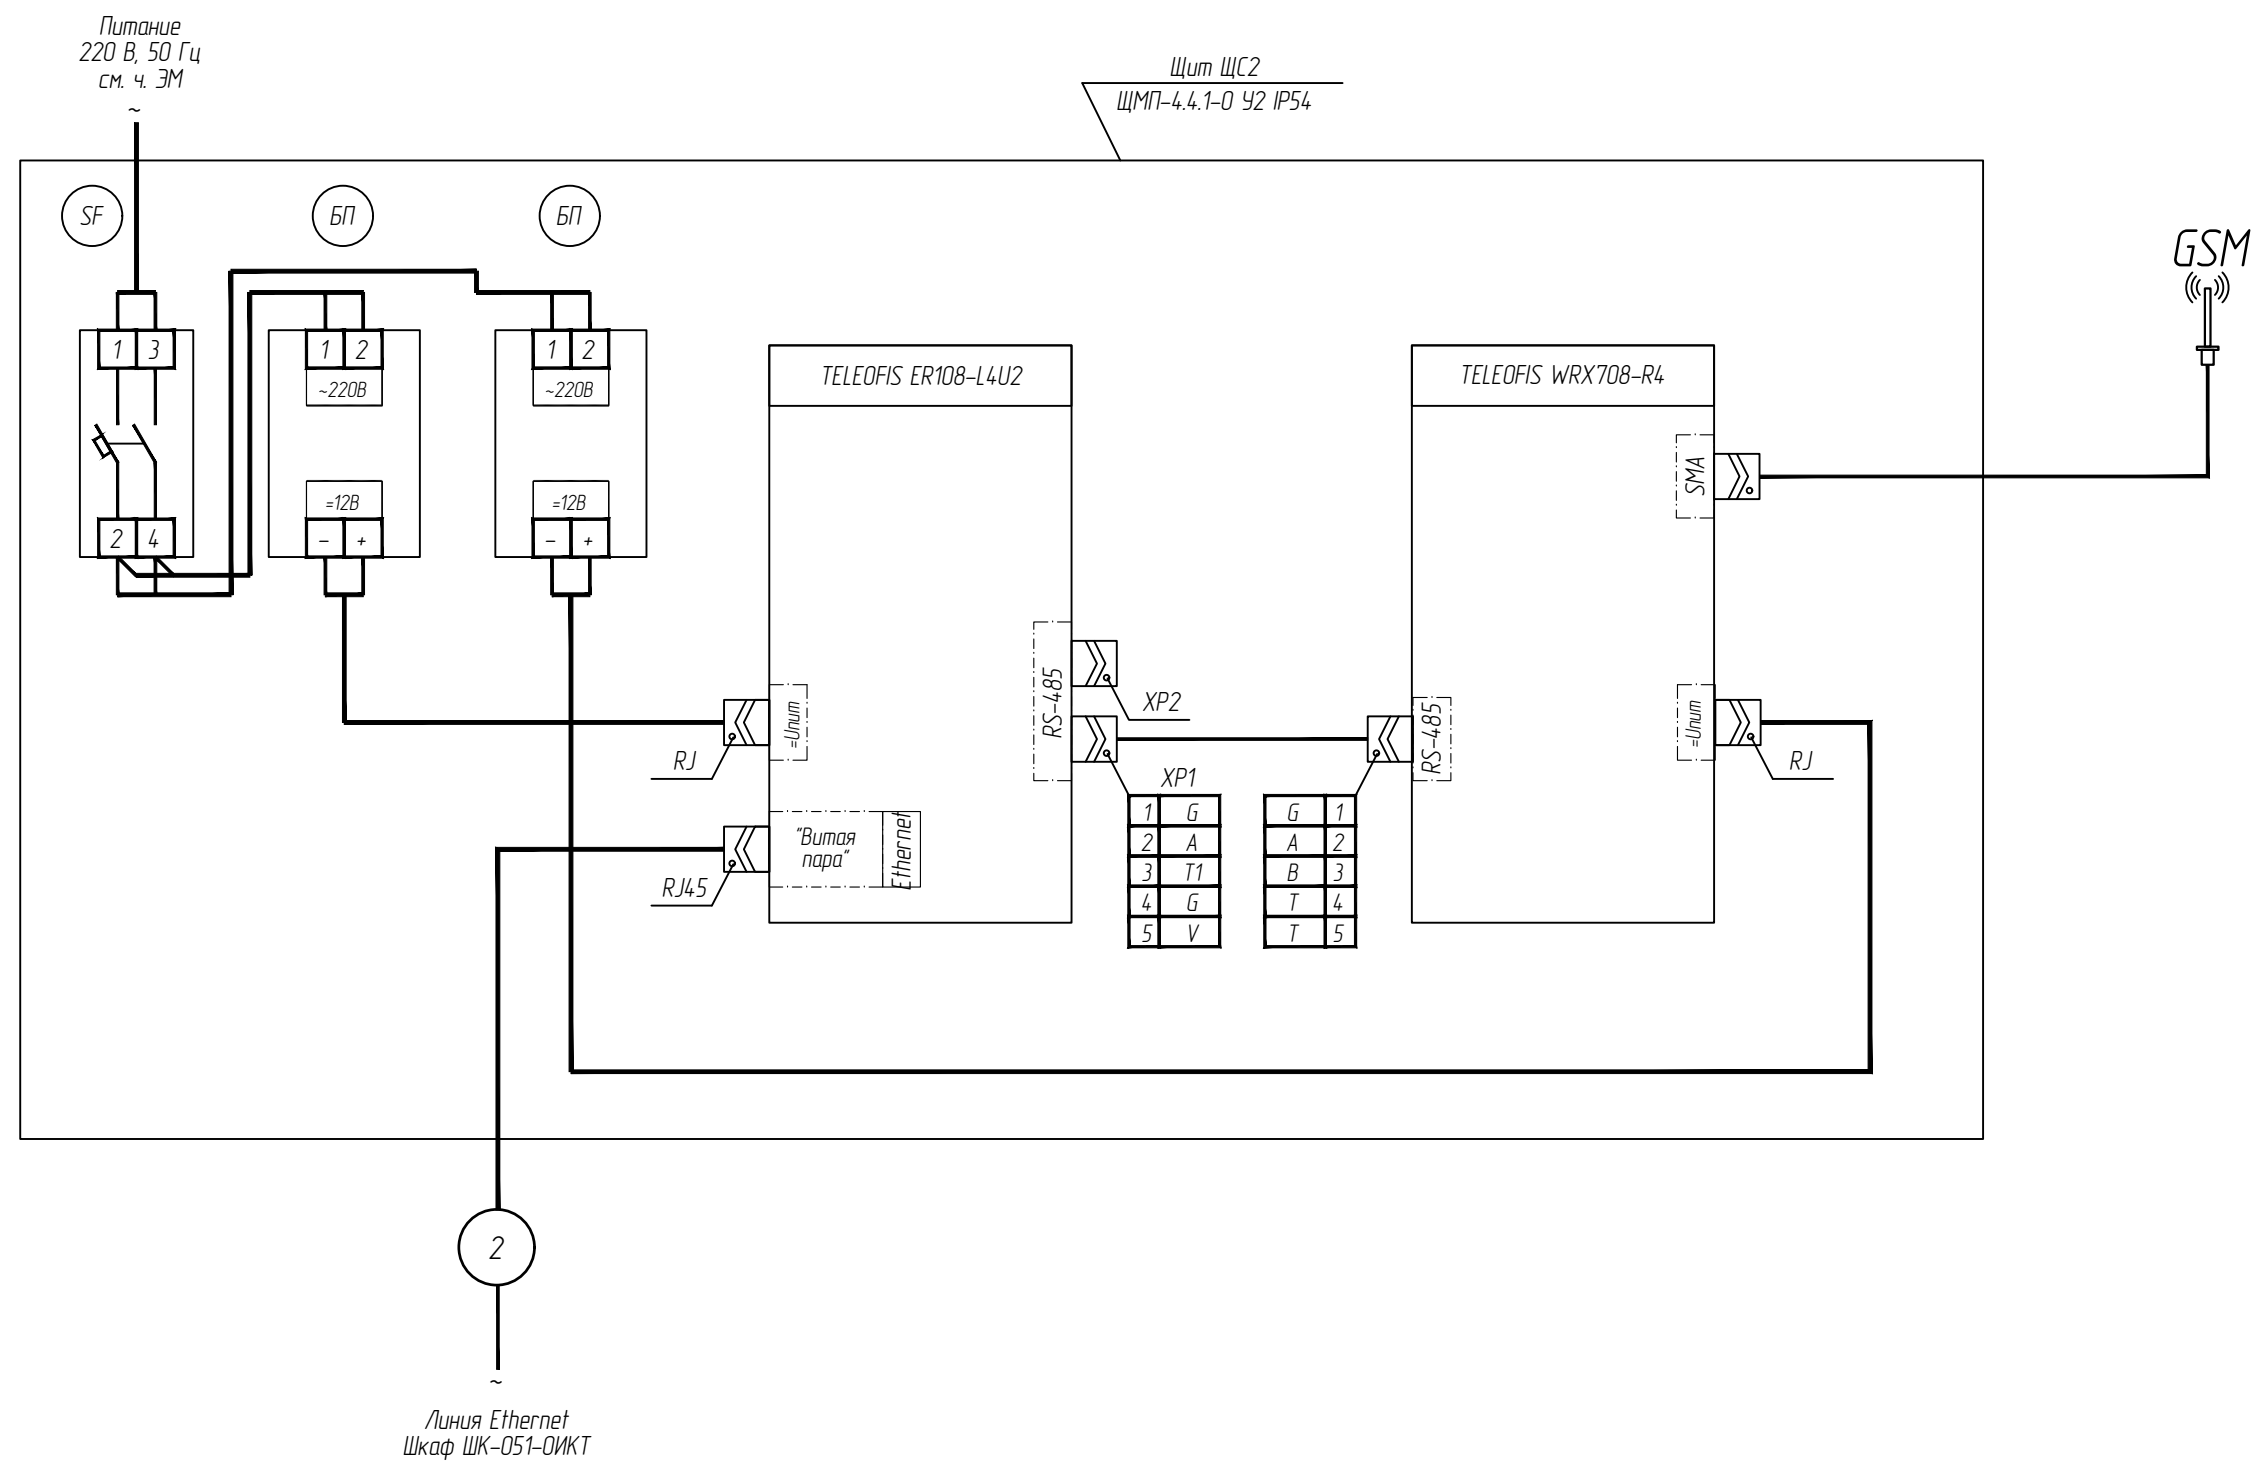 Питание
220 В, 50 Гц
см. ч. ЭМ
~
Щит ЩС2
ЩМП-4.4.1-0 У2 IP54
SF
БП
БП
GSM
1 3
1 2
1 2
~220В
~220В
TELEOFIS ER108-L4U2
TELEOFIS WRX708-R4
SMA
=12В
=12В
2 4
- +
- +
RS-485
XP2
=Uпит
RJ
RS-485
=Uпит
RJ
XP1
"Витая
пара"
Ethernet
RJ45
1 G
2 A
3 T1
4 G
5 V
G 1
A 2
B 3
T 4
T 5
2
~
Линия Ethernet
Шкаф ШК-051-ОИКТ